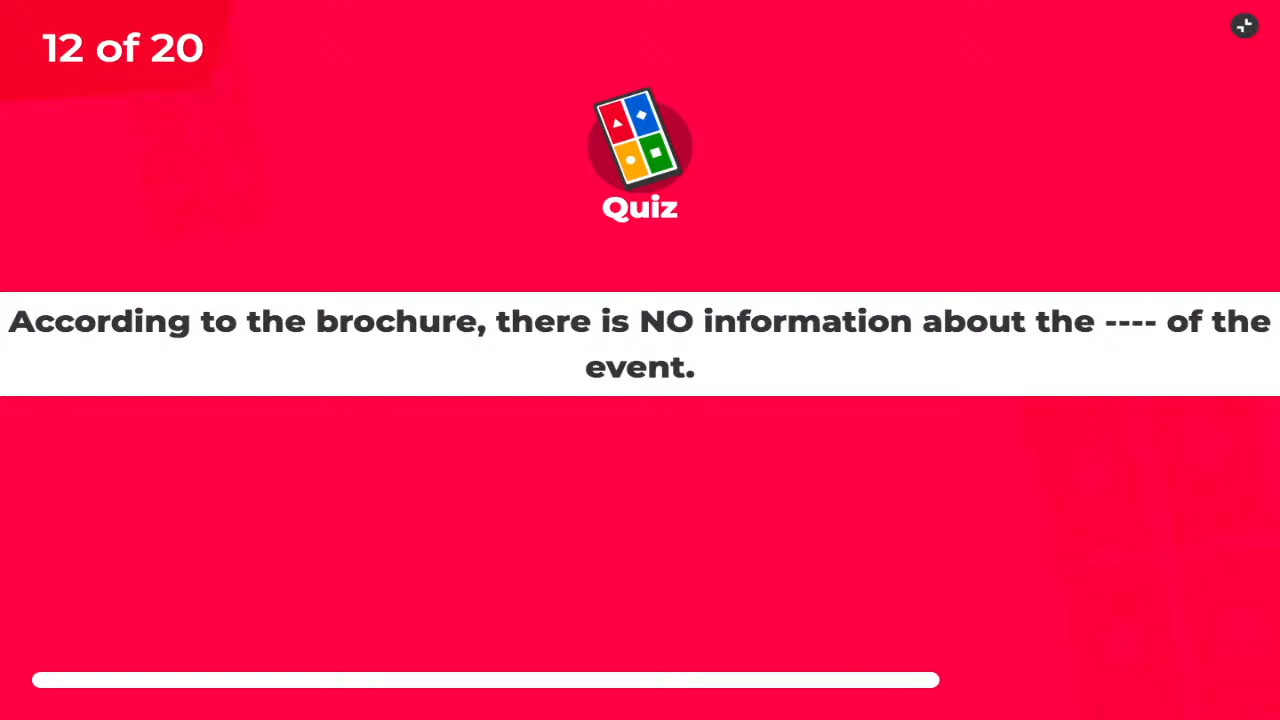 12 of 20
Quiz
According to the brochure, there is NO information about the ---- of the
event.